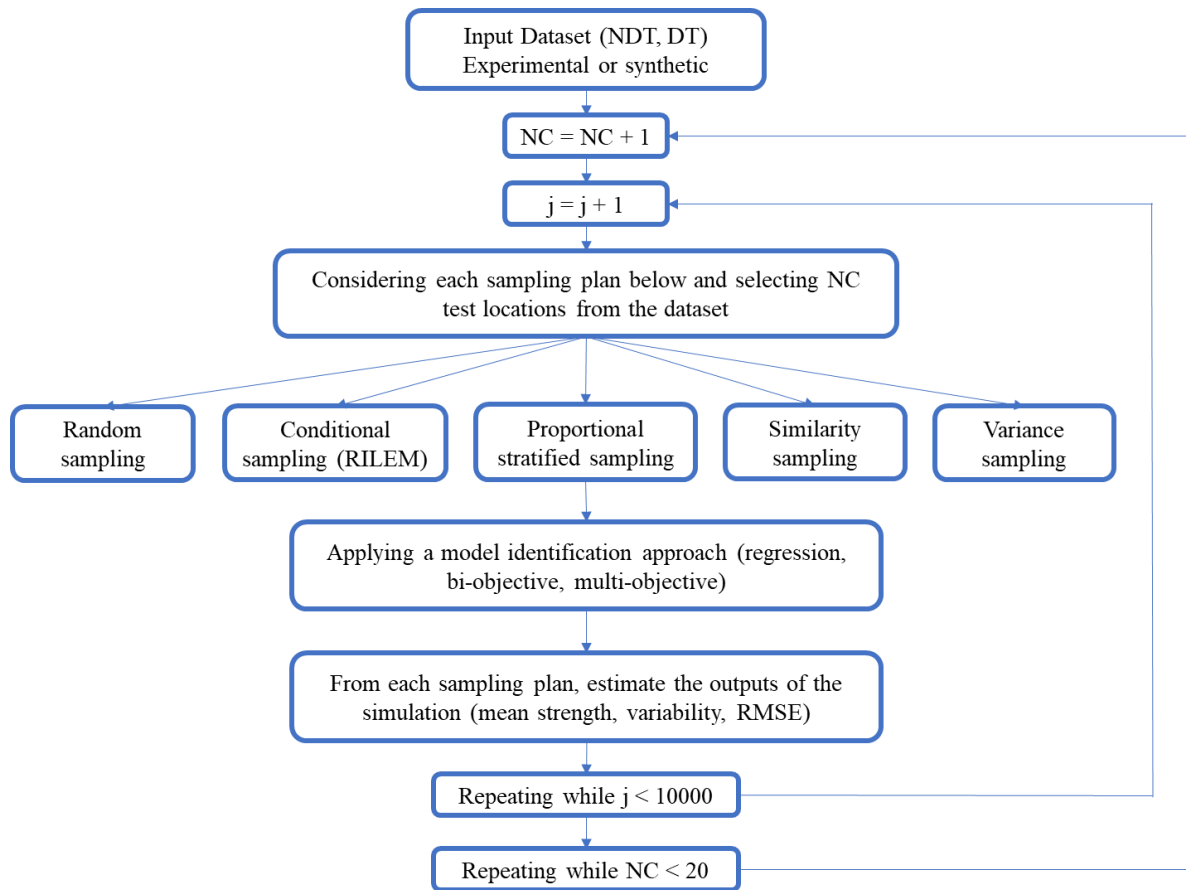 Input Dataset (NDT, DT)
Experimental or synthetic
NC = NC + 1
j = j + 1
Considering each sampling plan below and selecting NC
test locations from the dataset
Random
sampling
Conditional
sampling (RILEM)
Proportional
stratified sampling
Similarity
sampling
Variance
sampling
Applying a model identification approach (regression,
bi-objective, multi-objective)
From each sampling plan, estimate the outputs of the
simulation (mean strength, variability, RMSE)
Repeating while j < 10000
Repeating while NC < 20